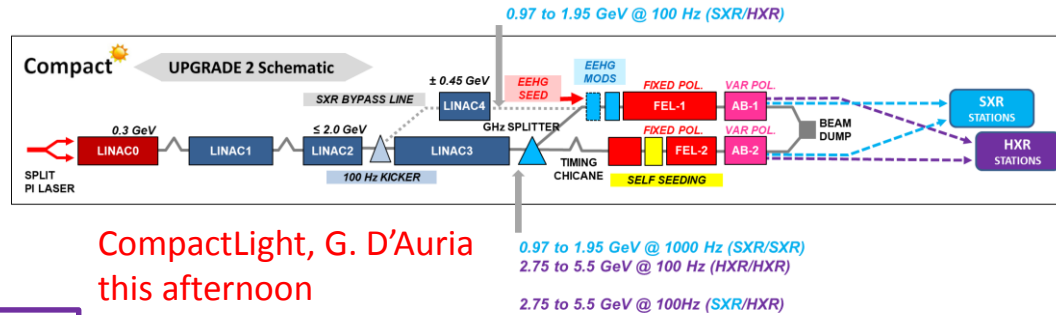 0.97 to 1.95 GeV @ 100 Hz (SXR/HXR)
Compact
UPGRADE 2 Schematic
± 0.45 GeV
EEHG SEED
EEHG MODS
FIXED POL.
VAR POL.
SXR BYPASS LINE
LINAC4
FEL-1
AB-1
SXR STATIONS
0.3 GeV
≤ 2.0 GeV
GHz SPLITTER
FIXED POL.
VAR POL.
BEAM DUMP
LINAC0
LINAC1
LINAC2
LINAC3
FEL-2
AB-2
HXR STATIONS
SPLIT PI LASER
100 Hz KICKER
TIMING CHICANE
SELF SEEDING
CompactLight, G. D'Auria
this afternoon
0.97 to 1.95 GeV @ 1000 Hz (SXR/SXR)
2.75 to 5.5 GeV @ 100 Hz (HXR/HXR)
2.75 to 5.5 GeV @ 100Hz (SXR/HXR)